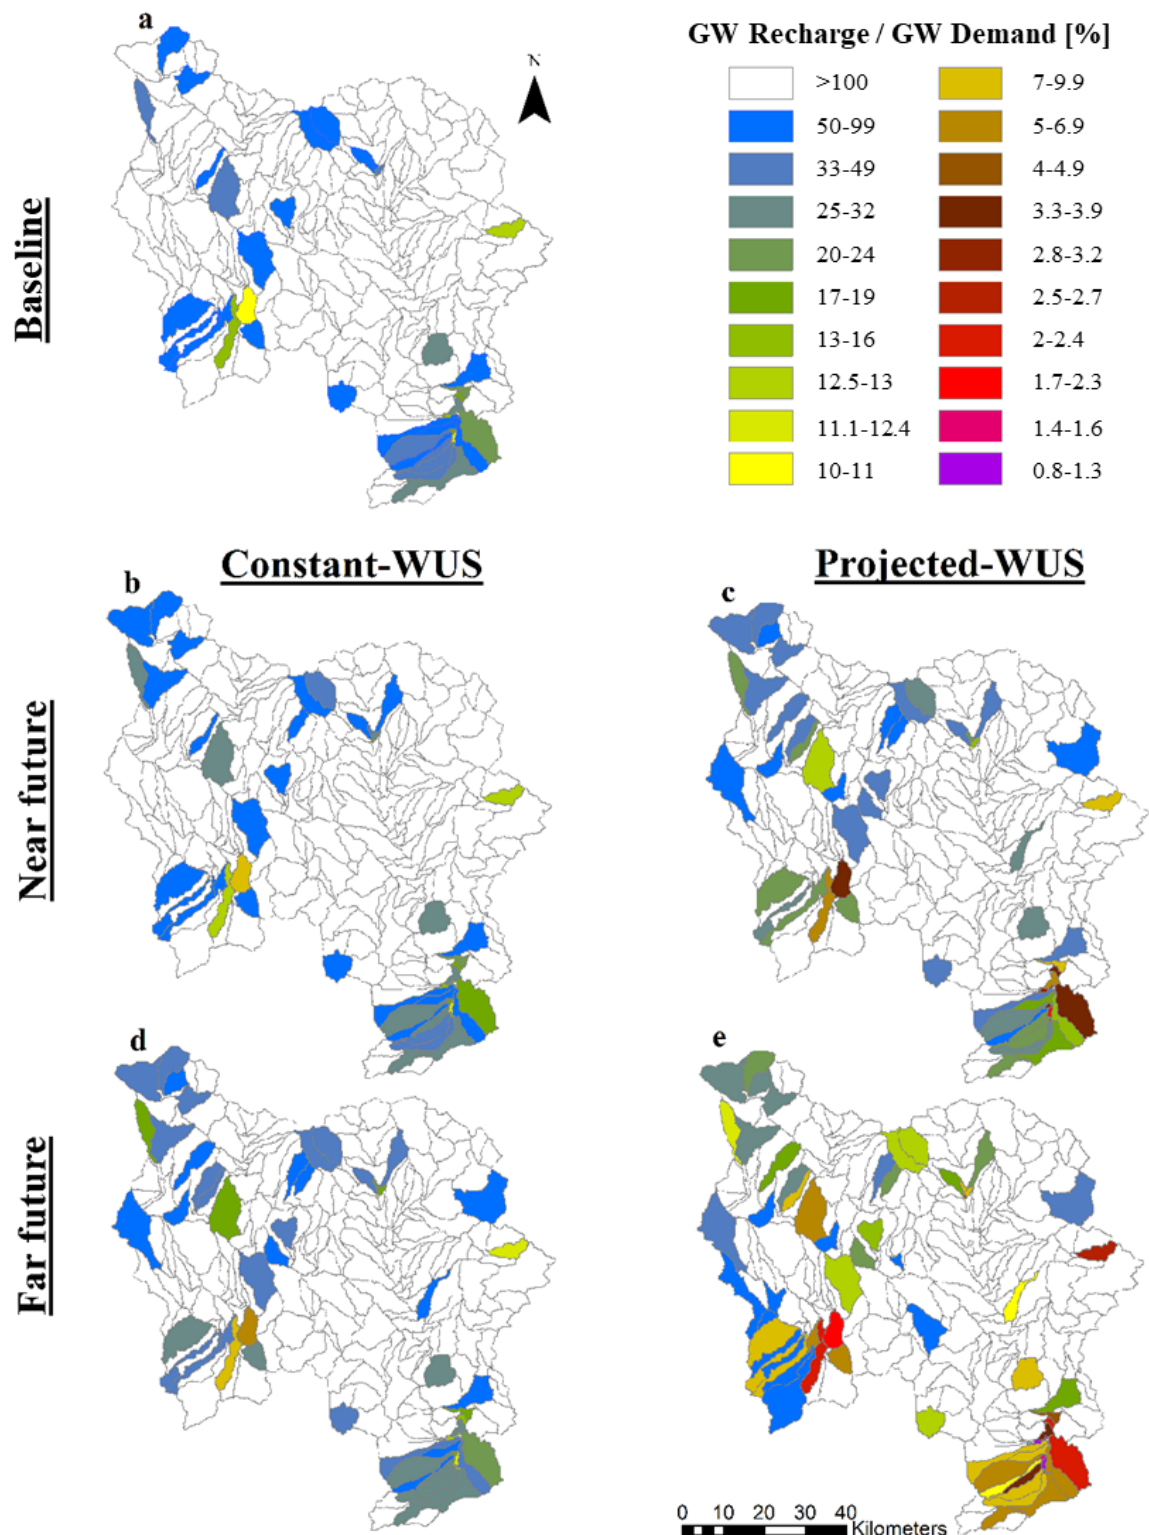 a
GW Recharge / GW Demand [%]
N
>100
7-9.9
50-99
5-6.9
33-49
4-4.9
25-32
3.3-3.9
20-24
2.8-3.2
17-19
2.5-2.7
13-16
2-2.4
12.5-13
1.7-2.3
11.1-12.4
1.4-1.6
10-11
0.8-1.3
Baseline
Constant-WUS
Projected-WUS
b
c
Near future
d
e
Far future
0 10 20 30 40
Kilometers